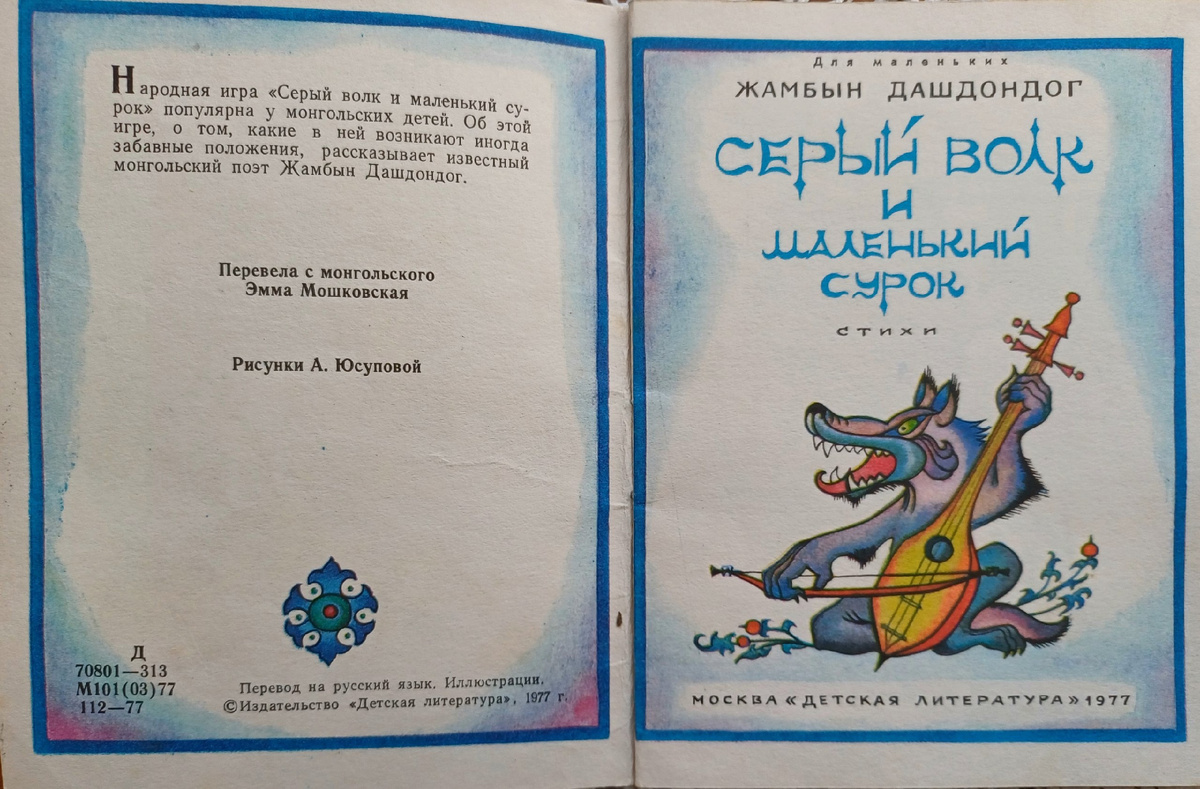 Народная игра «Серый волк и маленький су-
рок» популярна у монгольских детей. Об этой
игре, о том, какие в ней возникают иногда
забавные положения, рассказывает известный
монгольский поэт Жамбын Дашдондог.
Перевела с монгольского
Эмма Мошковская
Рисунки А. Юсуповой
Д
70801—313
М101(03)77
112—77
Перевод на русский язык. Иллюстрации.
©Издательство «Детская литература», 1977 г.
Для маленьких
ЖАМБЫН ДАШДОНДОГ
СЕРЫЙ ВОЛК
И
МАЛЕНЬКИЙ
СУРОК
СТИХИ
МОСКВА «ДЕТСКАЯ ЛИТЕРАТУРА» 1977